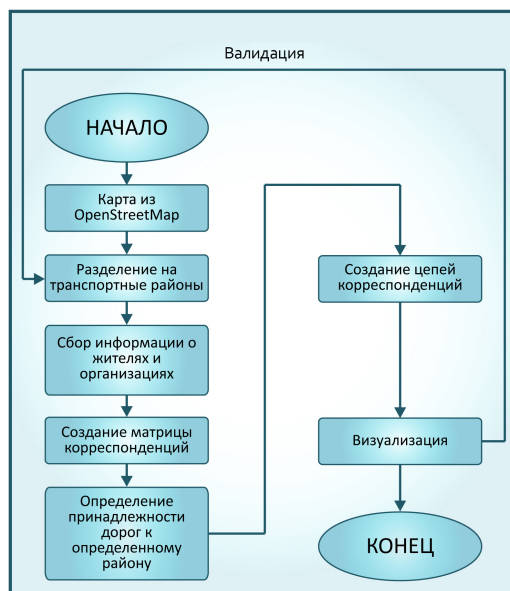 Валидация
НАЧАЛО
Карта из
OpenStreetMap
Разделение на
транспортные районы
Сбор информации о
жителях и
организациях
Создание матрицы
корреспонденций
Определение
принадлежности
дорог к
определенному
району
Создание цепей
корреспонденций
Визуализация
КОНЕЦ